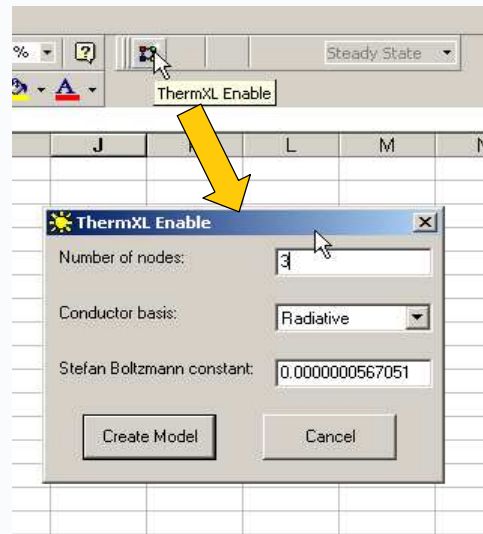 % Steady State
A
ThermXL Enable
J L M
ThermXL Enable
Number of nodes: 3
Conductor basis: Radiative
Stefan Boltzmann constant: 0.0000000567051
Create Model Cancel